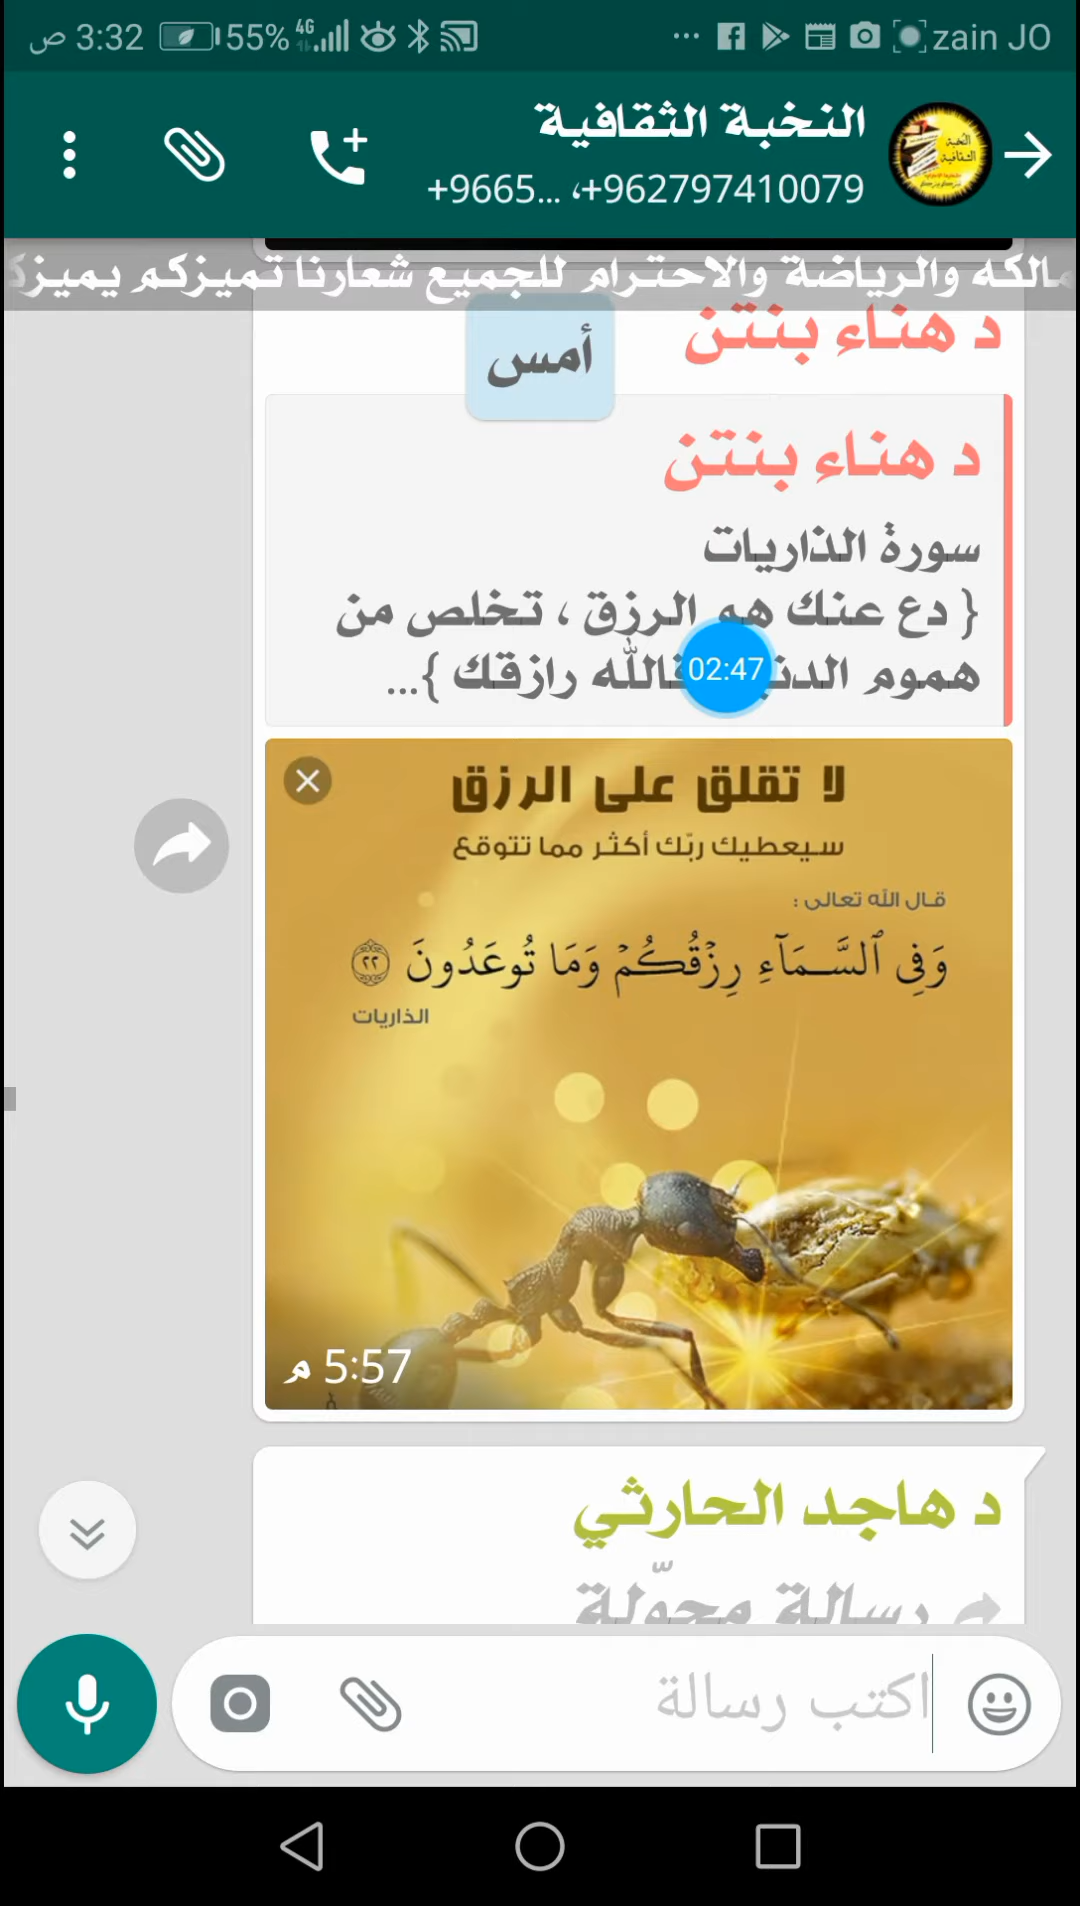 3:32 ص
55%
4G
zain JO
النخبة الثقافية
+962797410079، +9665...
والرياضة والاحترام للجميع شعارنا تميزكم
د هناء بنتن
أمس
د هناء بنتن
سورة الذاريات
{ دع عنك هم الرزق ، تخلص من
هموم فالله رازقك }...
02:47
لا تقلق على الرزق
سيعطيك ربّك أكثر مما تتوقع
قال الله تعالى :
وَفِي ٱلسَّمَآءِ رِزْقُكُمْ وَمَا تُوعَدُونَ ٢٢
الذاريات
5:57 م
د هاجد الحارثي
رسالة محوّلة
اكتب رسالة